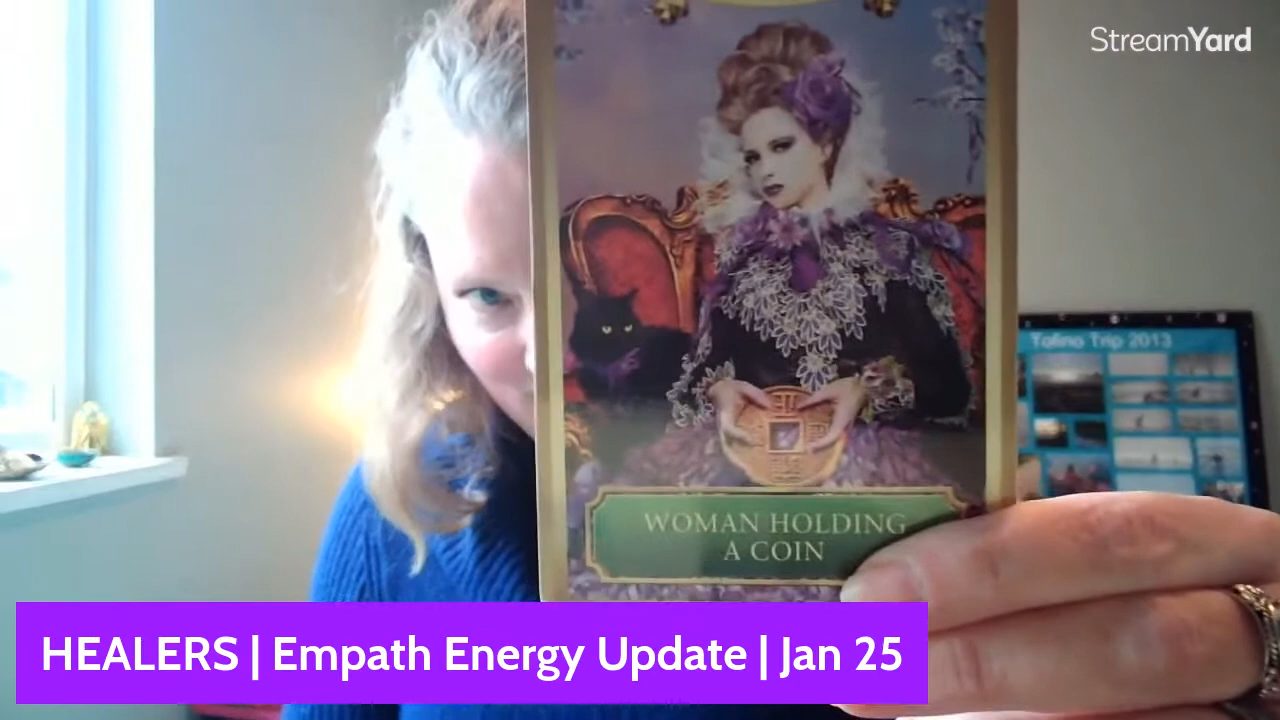 StreamYard
Tofino Trip 2013
WOMAN HOLDING
A COIN
HEALERS | Empath Energy Update | Jan 25